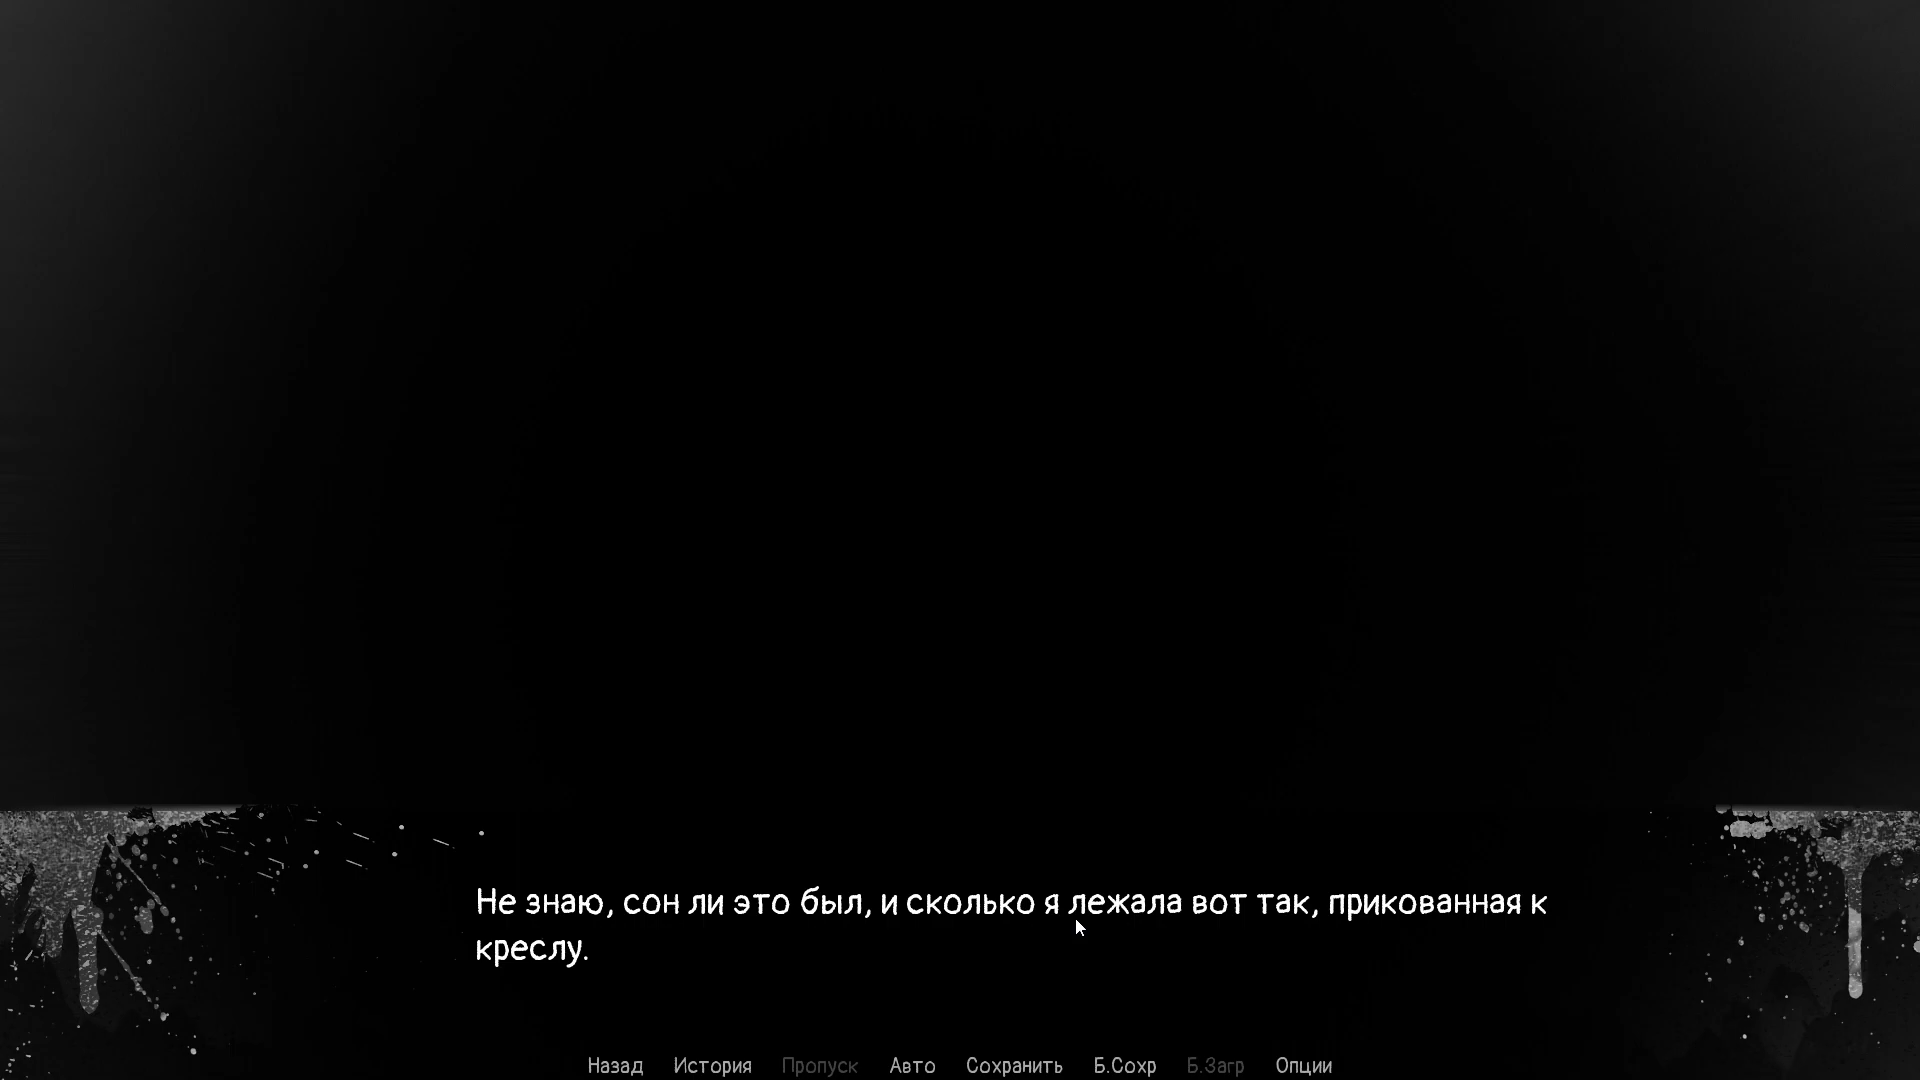 Не знаю, сон ли это был, и сколько я лежала вот так, прикованная к
креслу.
Назад История Пропуск Авто Сохранить Б.Сохр Б.Загр Опции